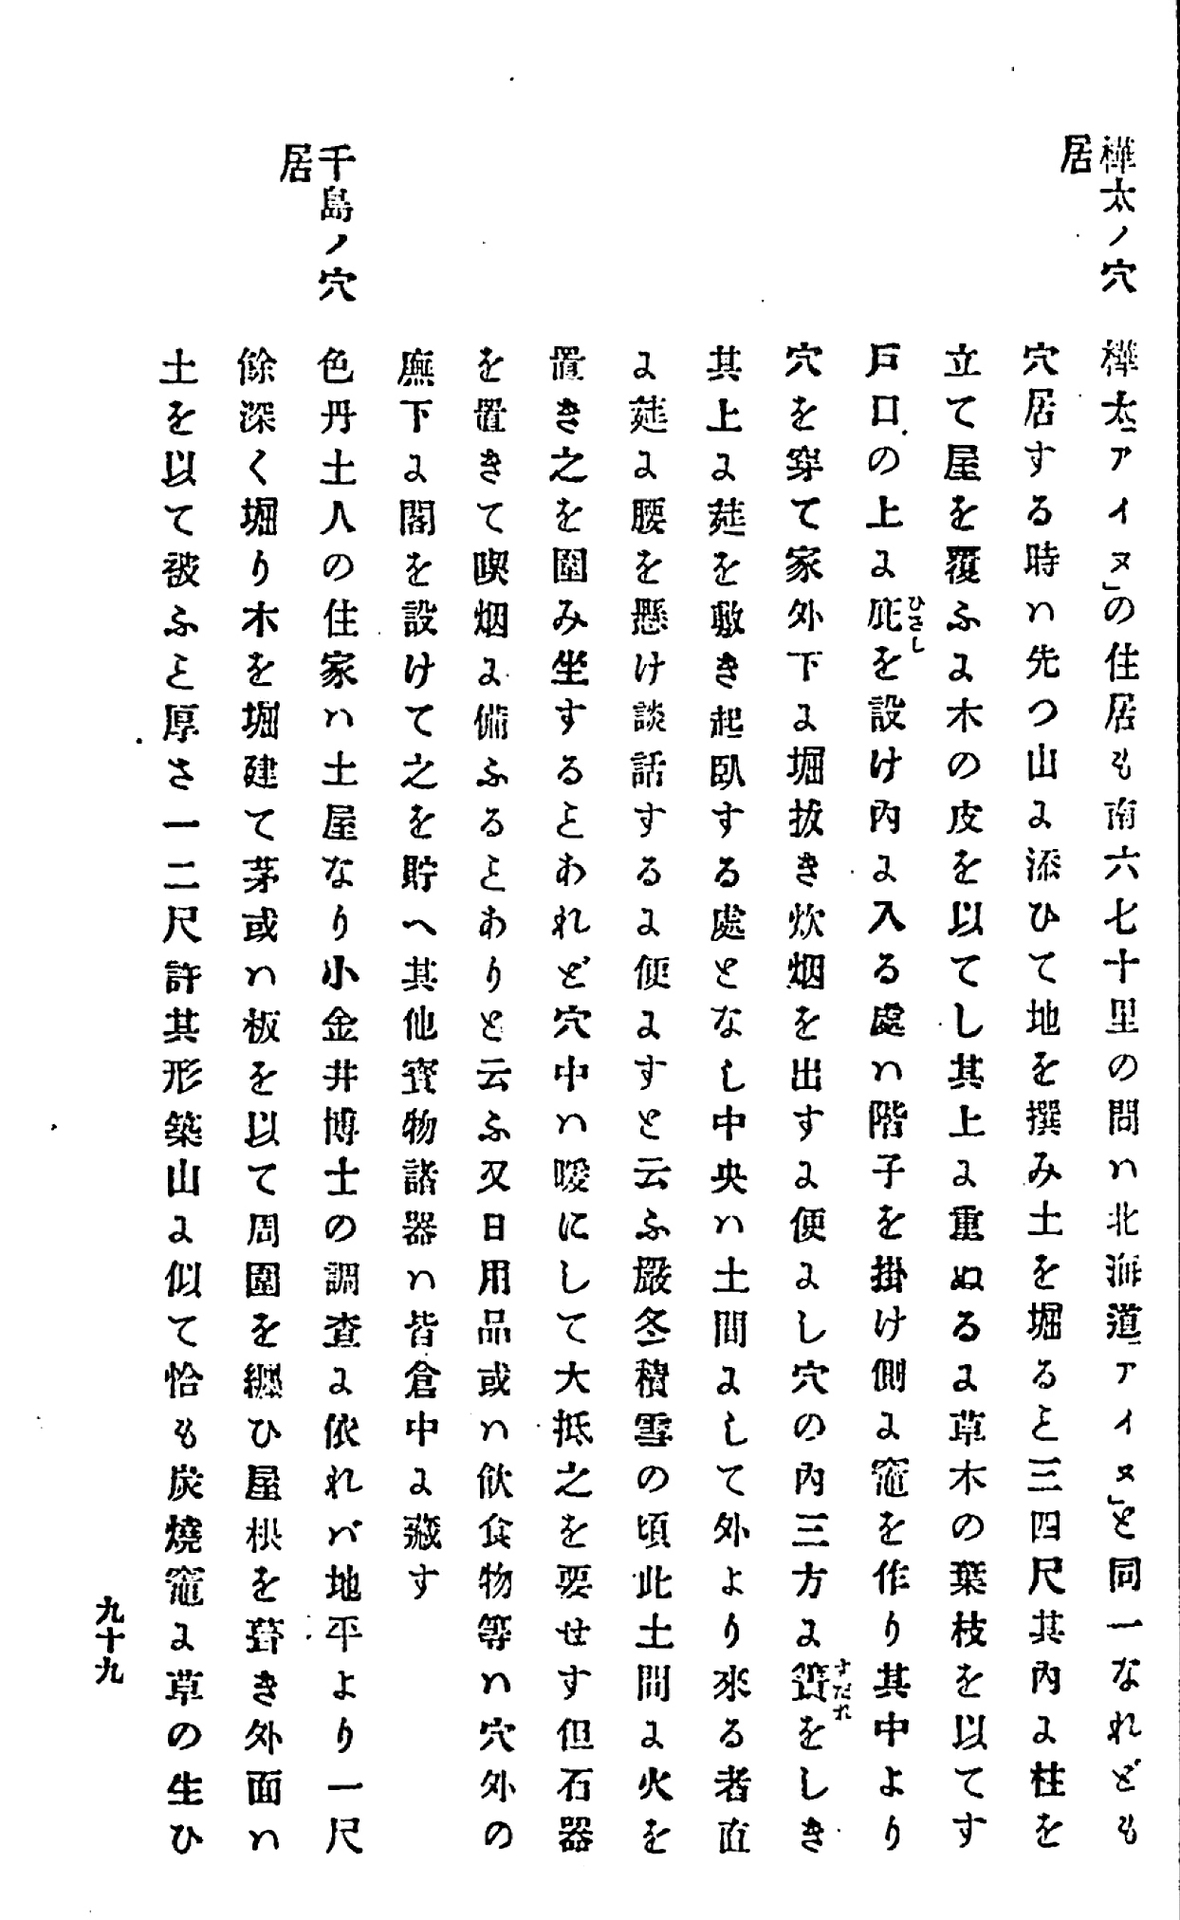 樺太ノ穴
居
樺太「アイヌ」の住居も南六七十里の間ハ北海道「アイヌ」と同一なれども
穴居する時ハ先つ山に添ひて地を撰み土を堀ると三四尺其内に柱を
立て屋を覆ふに木の皮を以てし其上に重ぬるに草木の葉枝を以てす
戸口の上に庇ひさしを設け內に入る處ハ階子を掛け側に竈を作り其中より
穴を穿て家外下に堀拔き炊烟を出すに便にし穴の內三方に簀すだれをしき
其上に莚を敷き起臥する處となし中央ハ土間にして外より來る者直
に莚に腰を懸け談話するに便にすと云ふ嚴冬積雪の頃此土間に火を
置き之を圍み坐するとあれど穴中ハ暖にして大抵之を要せす但石器
を置きて喫烟に備ふるとありと云ふ又日用品或ハ飮食物等ハ穴外の
廡下に閣を設けて之を貯へ其他寳物諸器ハ皆倉中に藏す
千島ノ穴
居
色丹土人の住家ハ土屋なり小金井博士の調査に依れバ地平より一尺
餘深く堀り木を堀建て茅或ハ板を以て周圍を纏ひ屋根を葺き外面ハ
土を以て被ふと厚さ一二尺許其形築山に似て恰も炭燒竈に草の生ひ
九十九